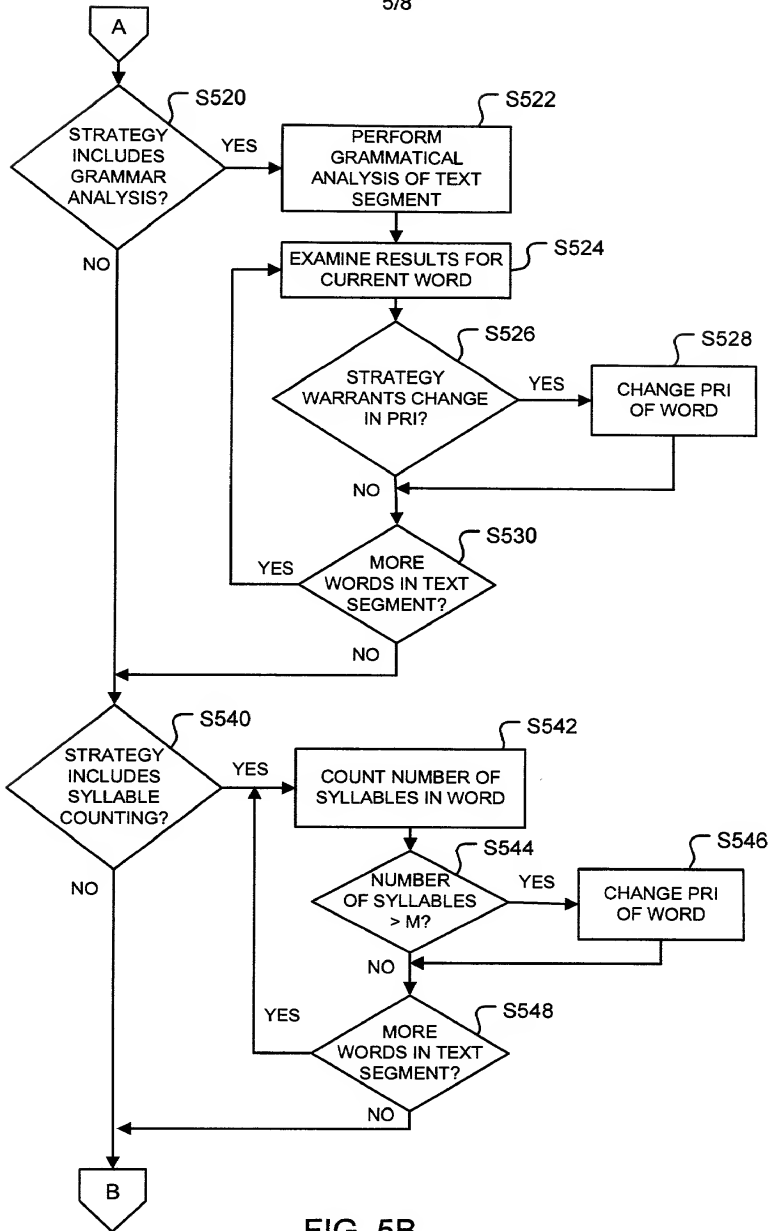 5/8
A
S520
STRATEGY
INCLUDES
GRAMMAR
ANALYSIS?
YES
NO
S522
PERFORM
GRAMMATICAL
ANALYSIS OF TEXT
SEGMENT
S524
EXAMINE RESULTS FOR
CURRENT WORD
S526
STRATEGY
WARRANTS CHANGE
IN PRI?
YES
NO
S528
CHANGE PRI
OF WORD
S530
MORE
WORDS IN TEXT
SEGMENT?
YES
NO
S540
STRATEGY
INCLUDES
SYLLABLE
COUNTING?
YES
NO
S542
COUNT NUMBER OF
SYLLABLES IN WORD
S544
NUMBER
OF SYLLABLES
> M?
YES
NO
S546
CHANGE PRI
OF WORD
S548
MORE
WORDS IN TEXT
SEGMENT?
YES
NO
B
FIG. 5B